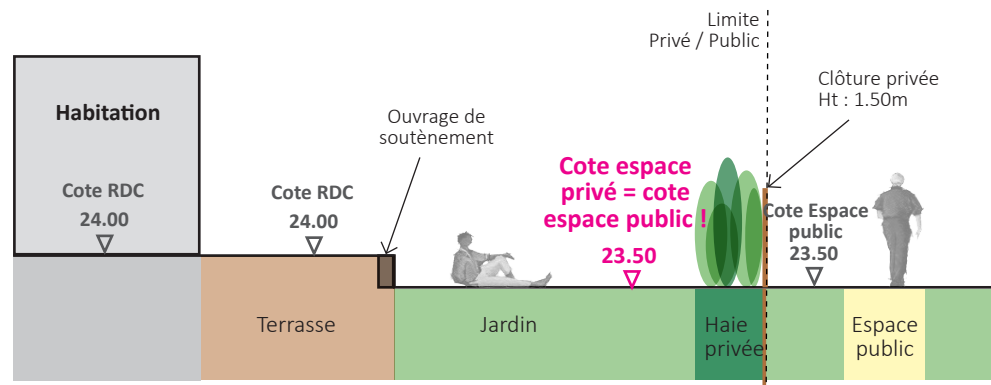 Limite
Privé / Public
Clôture privée
Ht : 1.50m
Habitation
Ouvrage de
soutènement
Cote espace
privé = cote
espace public !
23.50
Cote RDC
24.00
Cote RDC
24.00
Cote Espace
public
23.50
Terrasse
Jardin
Haie
privée
Espace
public